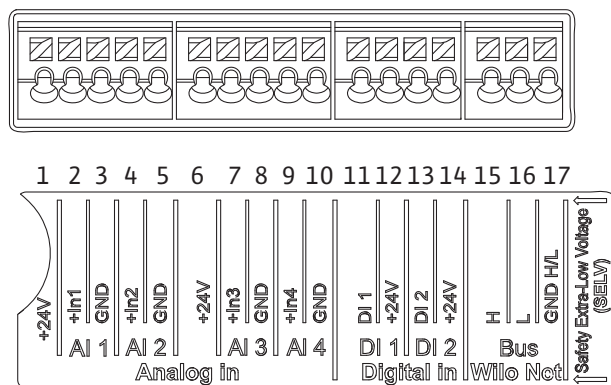 1 2 3 4 5 6 7 8 9 10 11 12 13 14 15 16 17
+24V +In1 GND +In2 GND +24V +In3 GND +In4 GND DI 1 +24V DI 2 +24V H L GND H/L
AI 1 AI 2 AI 3 AI 4 DI 1 DI 2 Bus
Analog in Digital in Wilo Net
Safety Extra-Low Voltage
(SELV)